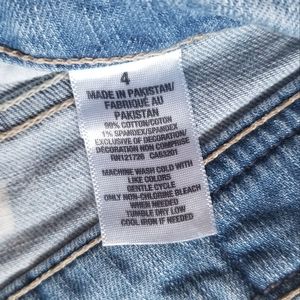 4
MADE IN PAKISTAN/
FABRIQUÉ AU
PAKISTAN
99% COTTON/COTON
1% SPANDEX/SPANDEX
EXCLUSIVE OF DECORATION/
DÉCORATION NON COMPRISE
RN121726 CA53201
MACHINE WASH COLD WITH
LIKE COLORS
GENTLE CYCLE
ONLY NON-CHLORINE BLEACH
WHEN NEEDED
TUMBLE DRY LOW
COOL IRON IF NEEDED